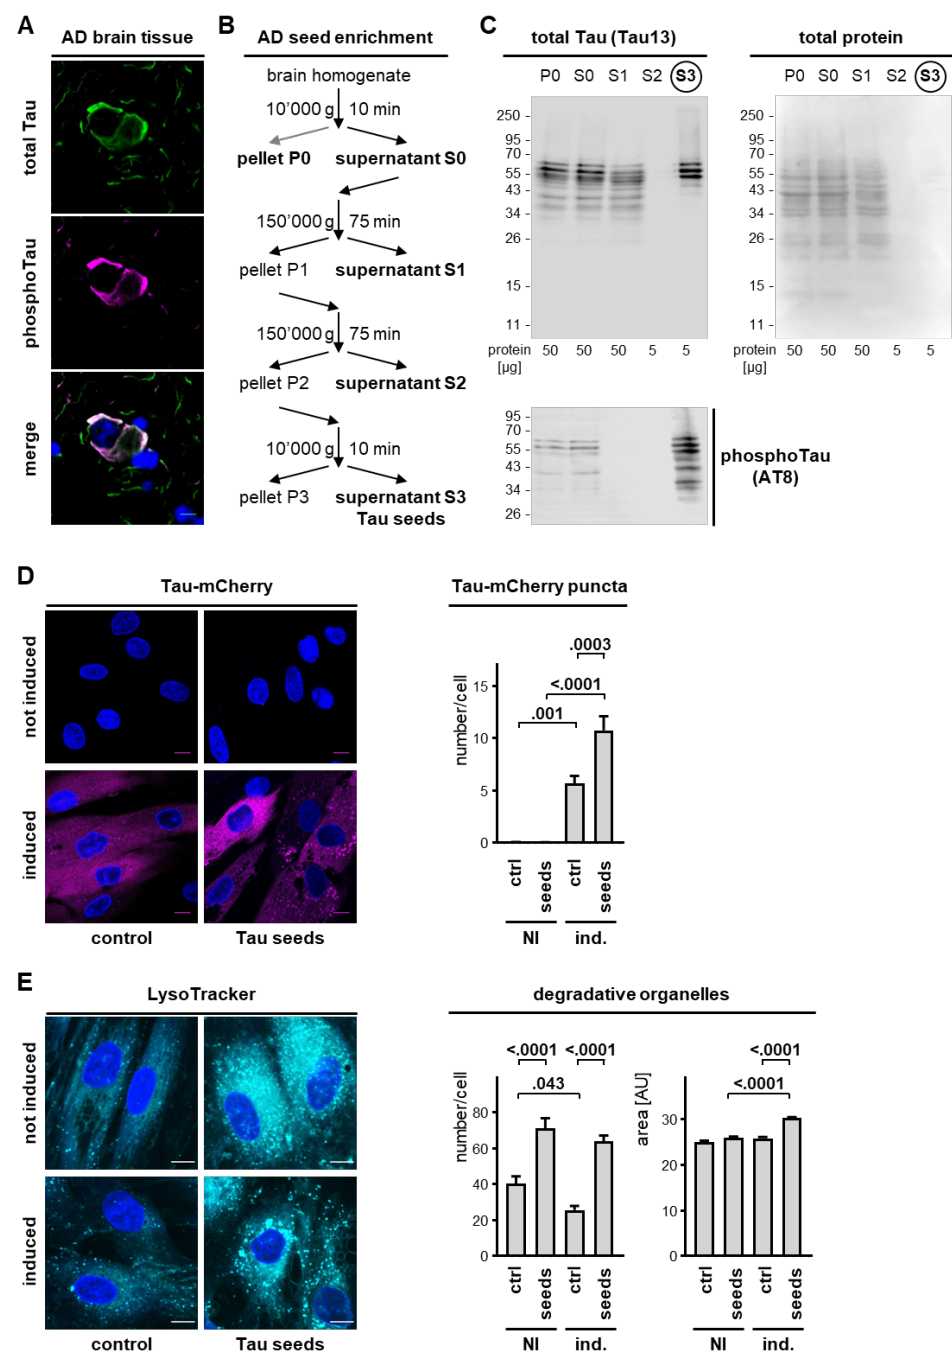 A
AD brain tissue
total Tau
phosphoTau
merge
B
AD seed enrichment
brain homogenate
10’000 g 10 min
pellet P0 supernatant S0
150’000 g 75 min
pellet P1 supernatant S1
150’000 g 75 min
pellet P2 supernatant S2
10’000 g 10 min
pellet P3 supernatant S3
Tau seeds
C
total Tau (Tau13)
P0 S0 S1 S2 S3
250 -
95 -
70 -
55 -
43 -
34 -
26 -
15 -
11 -
protein 50 50 50 5 5
[µg]
total protein
P0 S0 S1 S2 S3
250 -
95 -
70 -
55 -
43 -
34 -
26 -
15 -
11 -
protein 50 50 50 5 5
[µg]
95 -
70 -
55 -
43 -
34 -
26 -
phosphoTau
(AT8)
D
Tau-mCherry
not induced
induced
control Tau seeds
Tau-mCherry puncta
.0003
<.0001
.001
number/cell
15
10
5
0
ctrl seeds ctrl seeds
NI ind.
E
LysoTracker
not induced
induced
control Tau seeds
degradative organelles
<.0001 <.0001
.043
number/cell
80
60
40
20
0
ctrl seeds ctrl seeds
NI ind.
<.0001
<.0001
area [AU]
30
20
10
0
ctrl seeds ctrl seeds
NI ind.